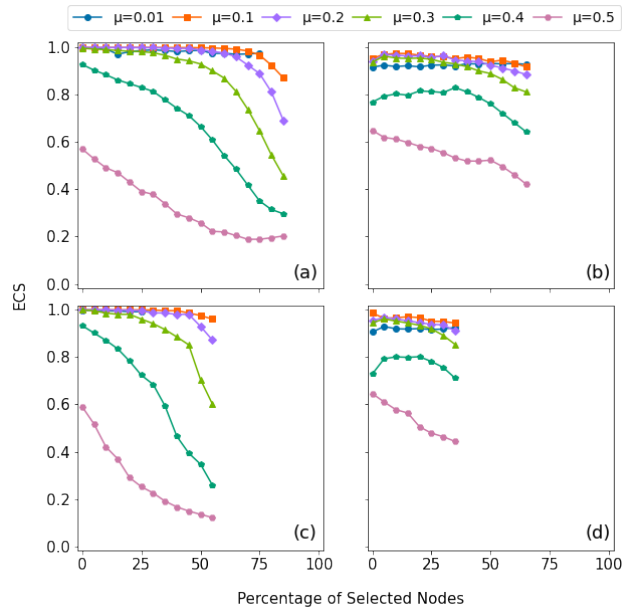 μ=0.01 μ=0.1 μ=0.2 μ=0.3 μ=0.4 μ=0.5
1.0
0.8
0.6
0.4
0.2
0.0
(a) (b)
ECS
1.0
0.8
0.6
0.4
0.2
0.0
(c) (d)
0 25 50 75 100 0 25 50 75 100
Percentage of Selected Nodes